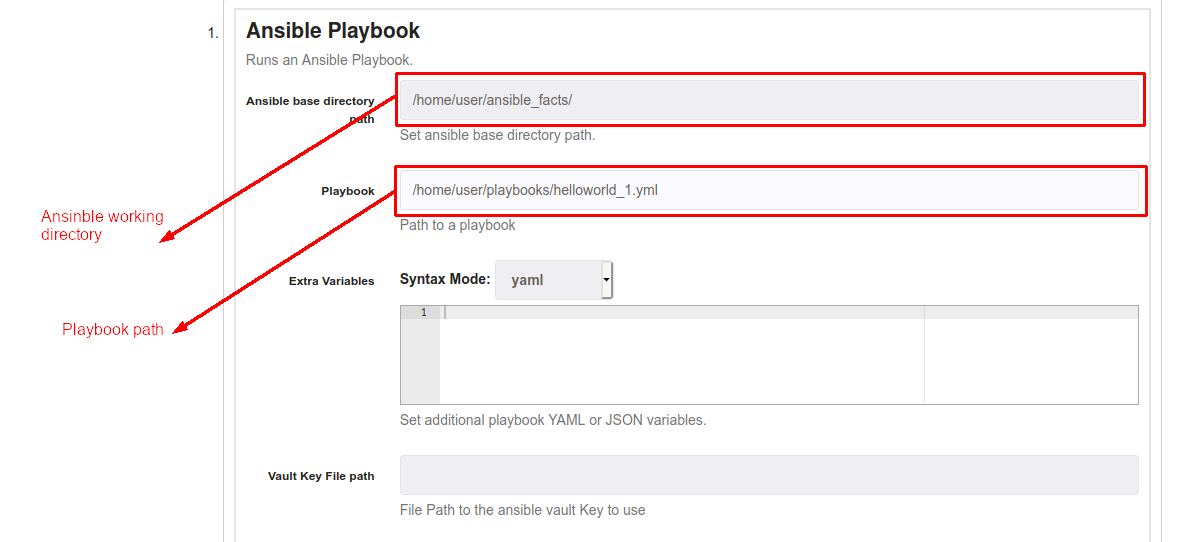 1.
Ansible Playbook
Runs an Ansible Playbook.
Ansible base directory
path
/home/user/ansible_facts/
Set ansible base directory path.
Playbook
/home/user/playbooks/helloworld_1.yml
Path to a playbook
Ansinble working
directory
Extra Variables
Syntax Mode:
yaml
1
Playbook path
Set additional playbook YAML or JSON variables.
Vault Key File path
File Path to the ansible vault Key to use